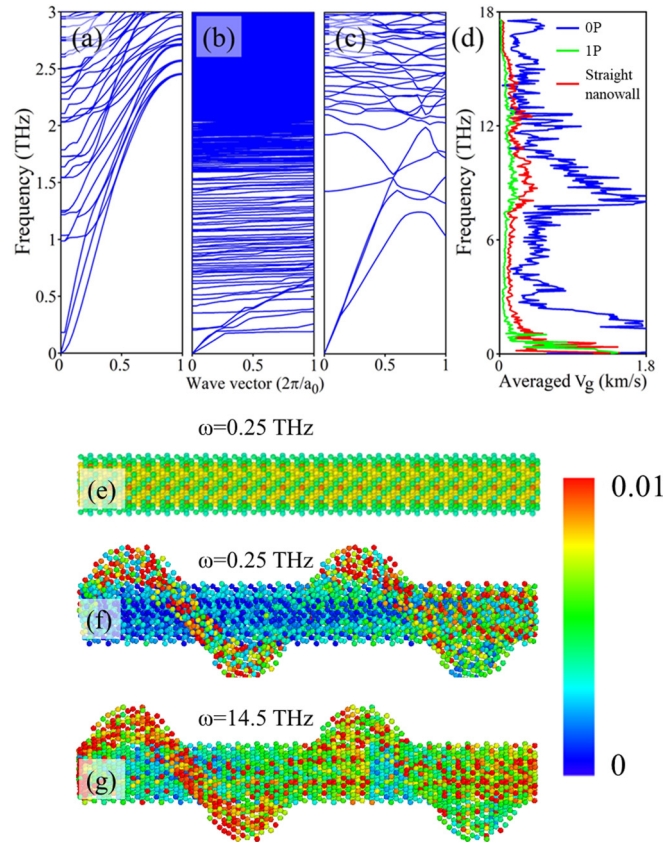 (a)
(b)
(c)
(d)
3
2.5
2
1.5
1
0.5
0
Frequency (THz)
0 0.5 1
0 0.5 1
0 0.5 1
Wave vector (2π/a₀)
18
12
6
0
Frequency (THz)
0P
1P
Straight
nanowall
0 1.8
Averaged Vg (km/s)
ω=0.25 THz
(e)
ω=0.25 THz
(f)
ω=14.5 THz
(g)
0.01
0